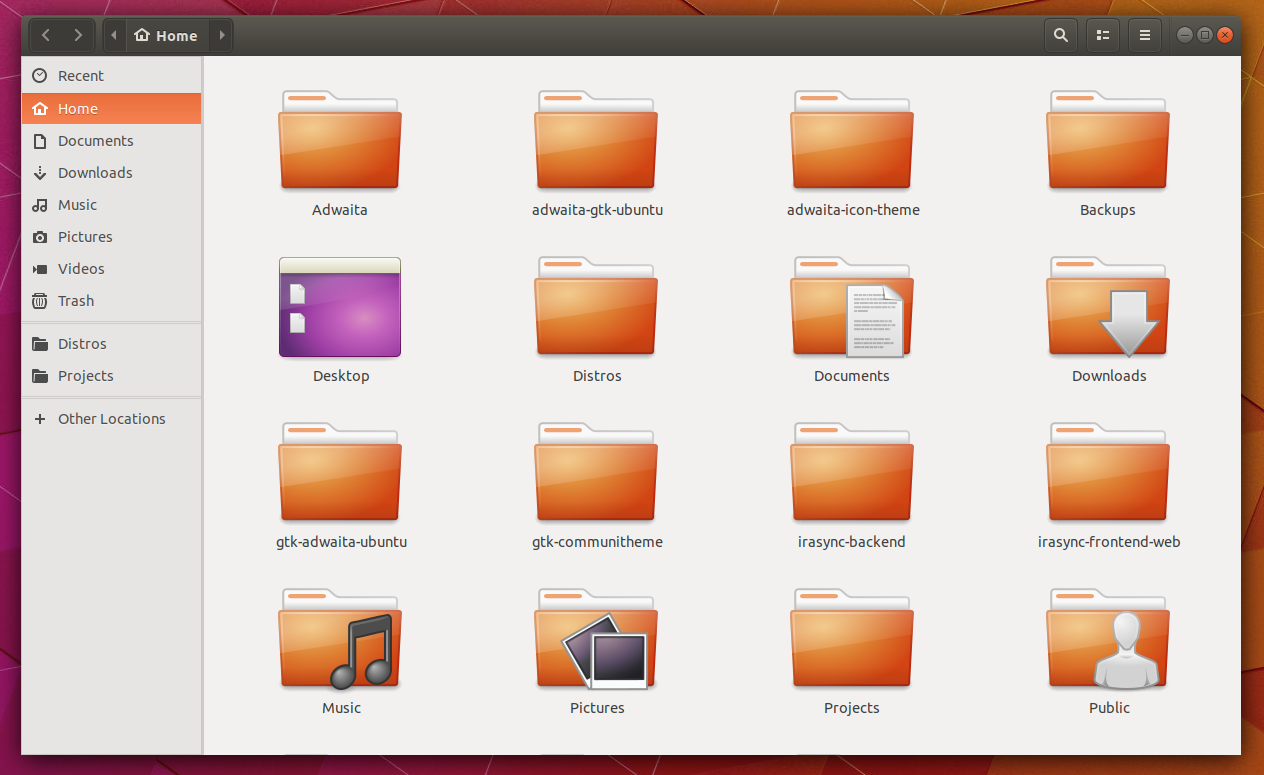 Home
Recent
Home
Documents
Downloads
Music
Pictures
Videos
Trash
Distros
Projects
Other Locations
Adwaita
adwaita-gtk-ubuntu
adwaita-icon-theme
Backups
Desktop
Distros
Documents
Downloads
gtk-adwaita-ubuntu
gtk-communitheme
irasync-backend
irasync-frontend-web
Music
Pictures
Projects
Public